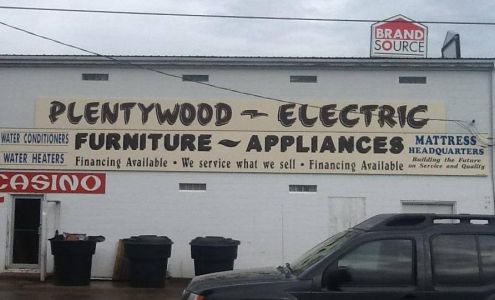 BRAND
SOURCE
PLENTYWOOD ~ ELECTRIC
WATER CONDITIONERS
WATER HEATERS
FURNITURE ~ APPLIANCES
Financing Available • We service what we sell • Financing Available
MATTRESS
HEADQUARTERS
Building the Future
on Service and Quality
CASINO